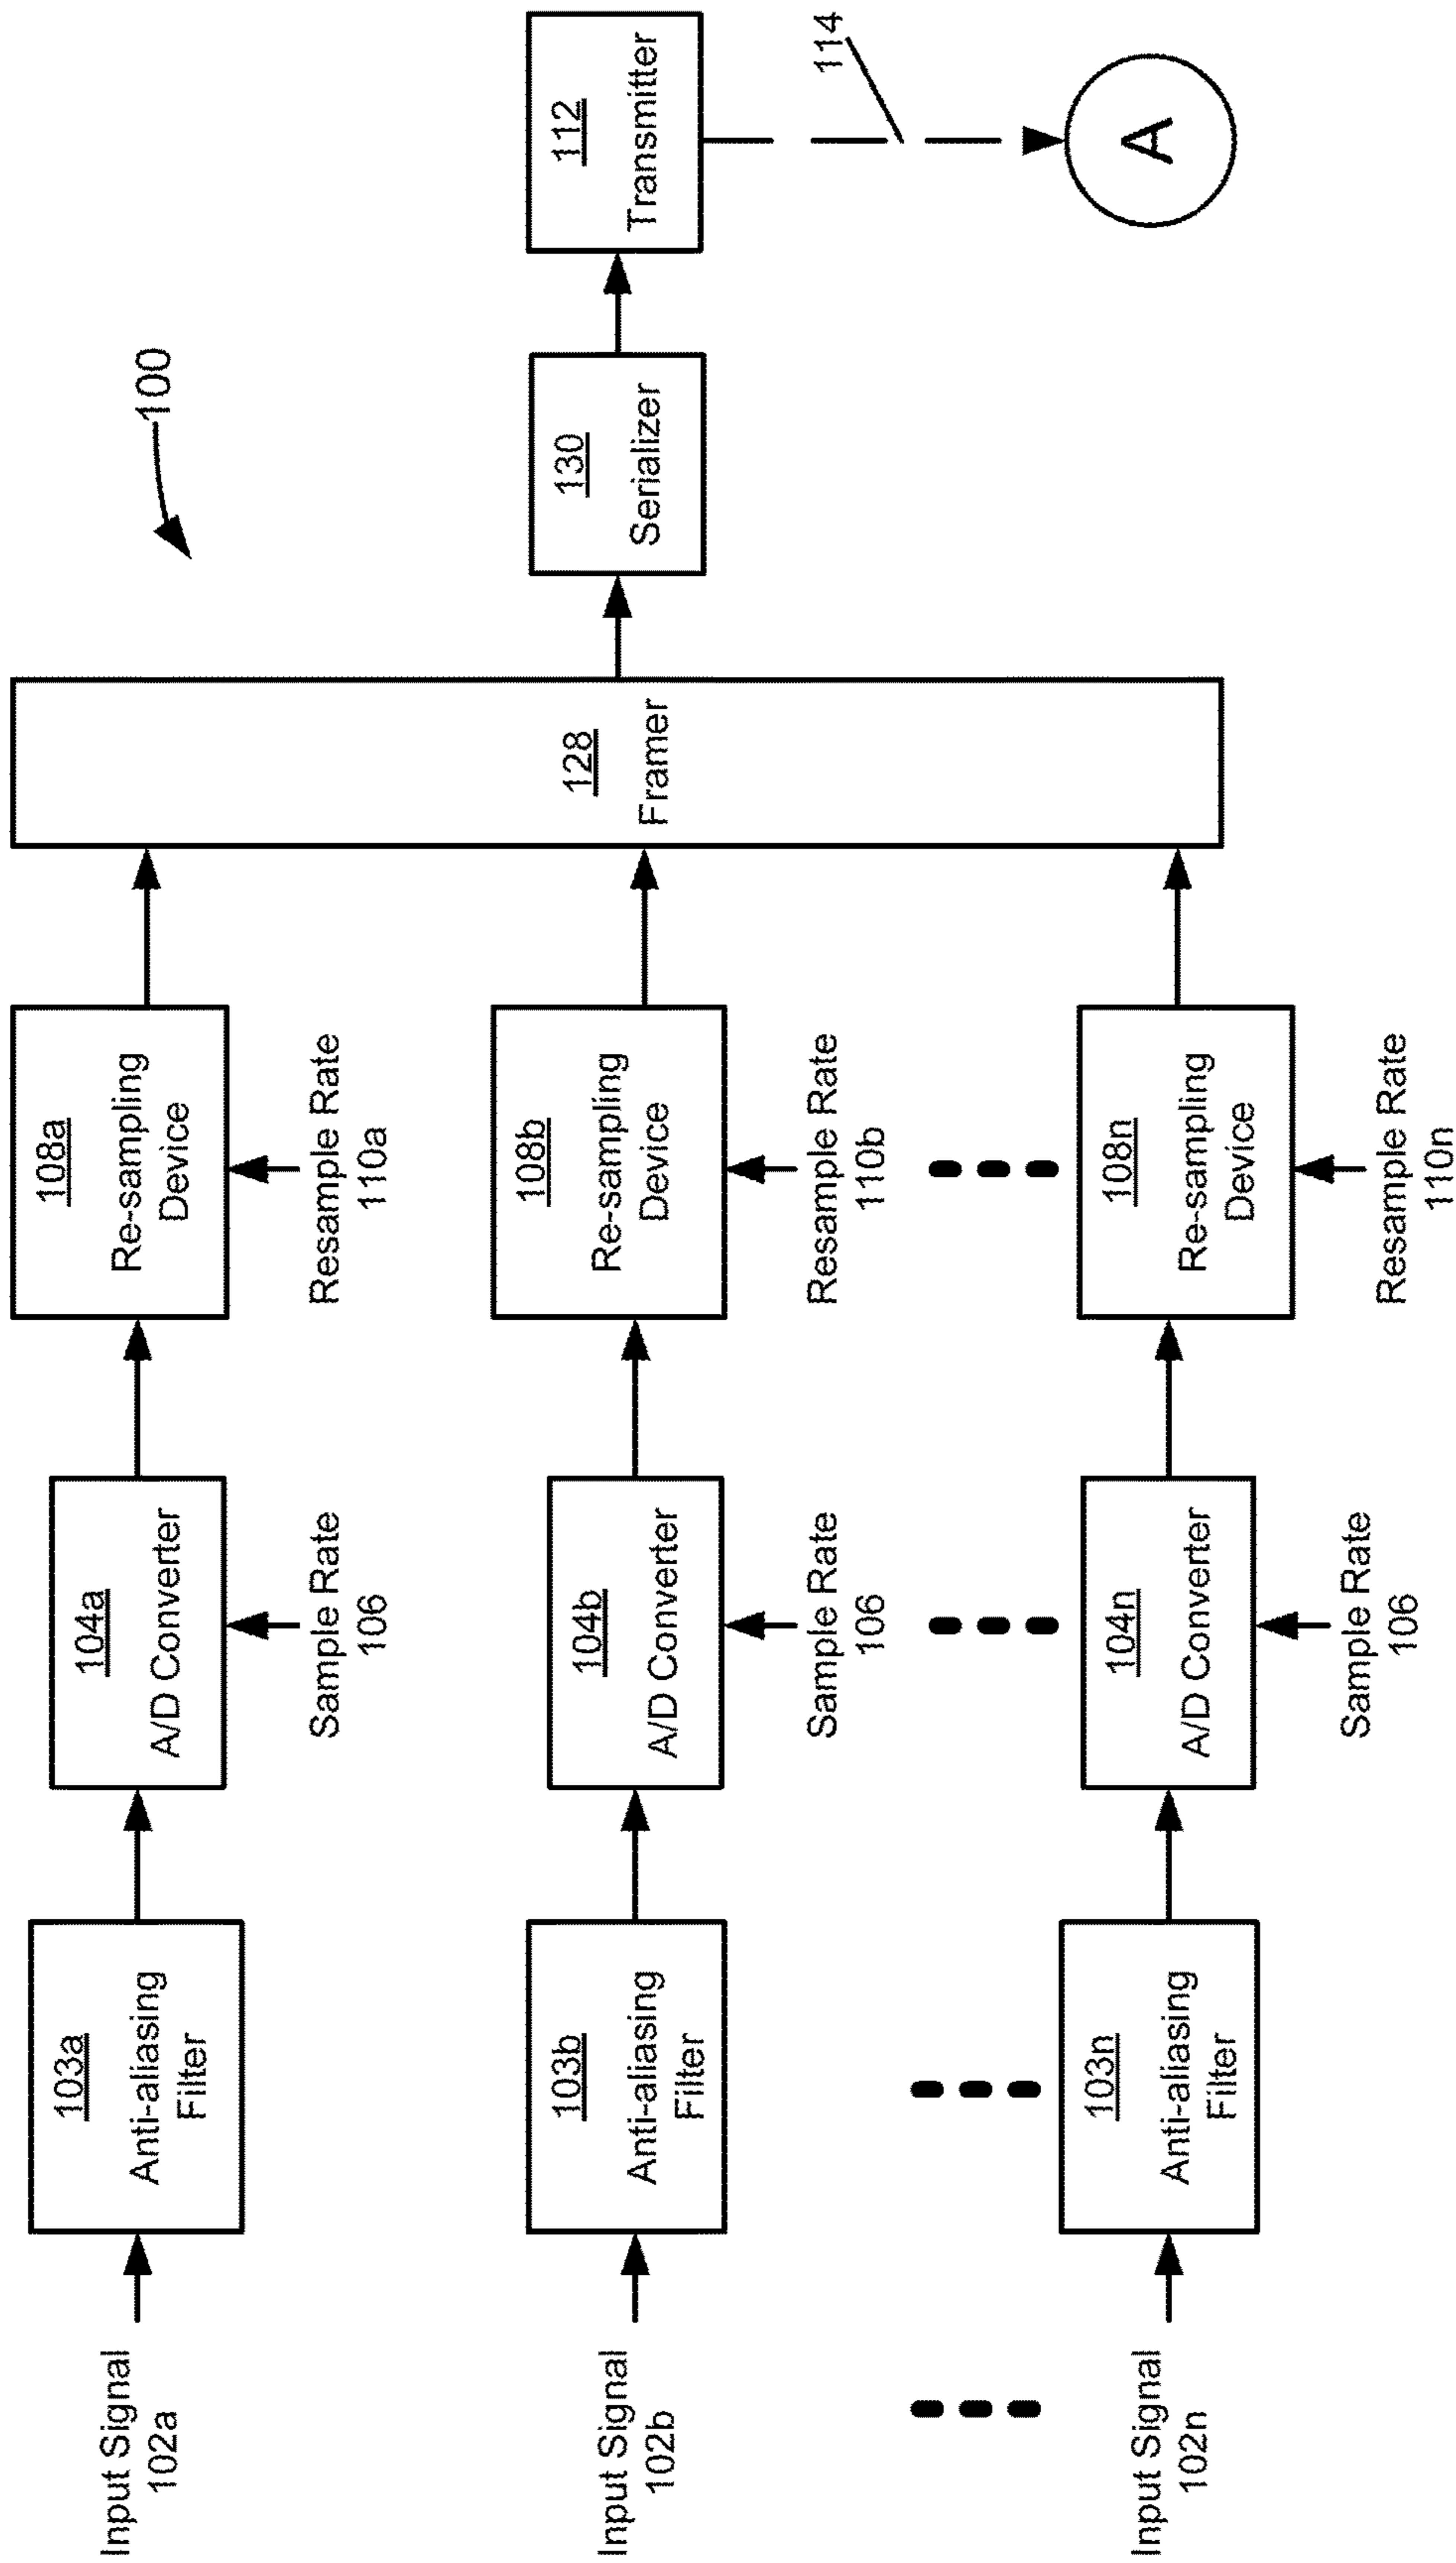 100
Input Signal
102a
103a
Anti-aliasing
Filter
104a
A/D Converter
Sample Rate
106
108a
Re-sampling
Device
Resample Rate
110a
Input Signal
102b
103b
Anti-aliasing
Filter
104b
A/D Converter
Sample Rate
106
108b
Re-sampling
Device
Resample Rate
110b
Input Signal
102n
103n
Anti-aliasing
Filter
104n
A/D Converter
Sample Rate
106
108n
Re-sampling
Device
Resample Rate
110n
128
Framer
130
Serializer
112
Transmitter
114
A